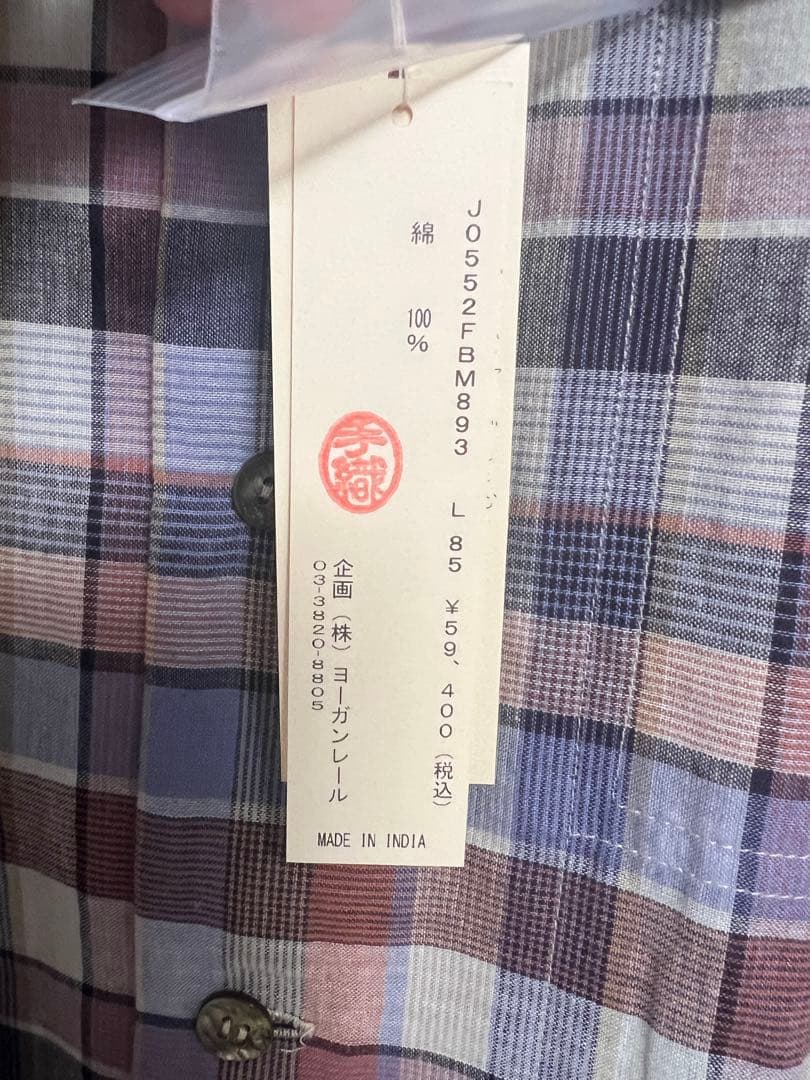 J0552FBM893 L 85 ¥59、400(税込)
綿 100%
手織
企画(株)ヨーガンレール
03-3820-8805
MADE IN INDIA